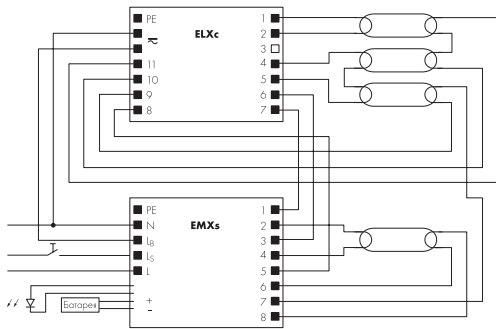 PE 1
ELXc
2
≂ 3
11 4
10 5
9 6
8 7
PE 1
EMXs
N 2
LB 3
LS 4
L 5
6
+ 7
Батарея
- 8